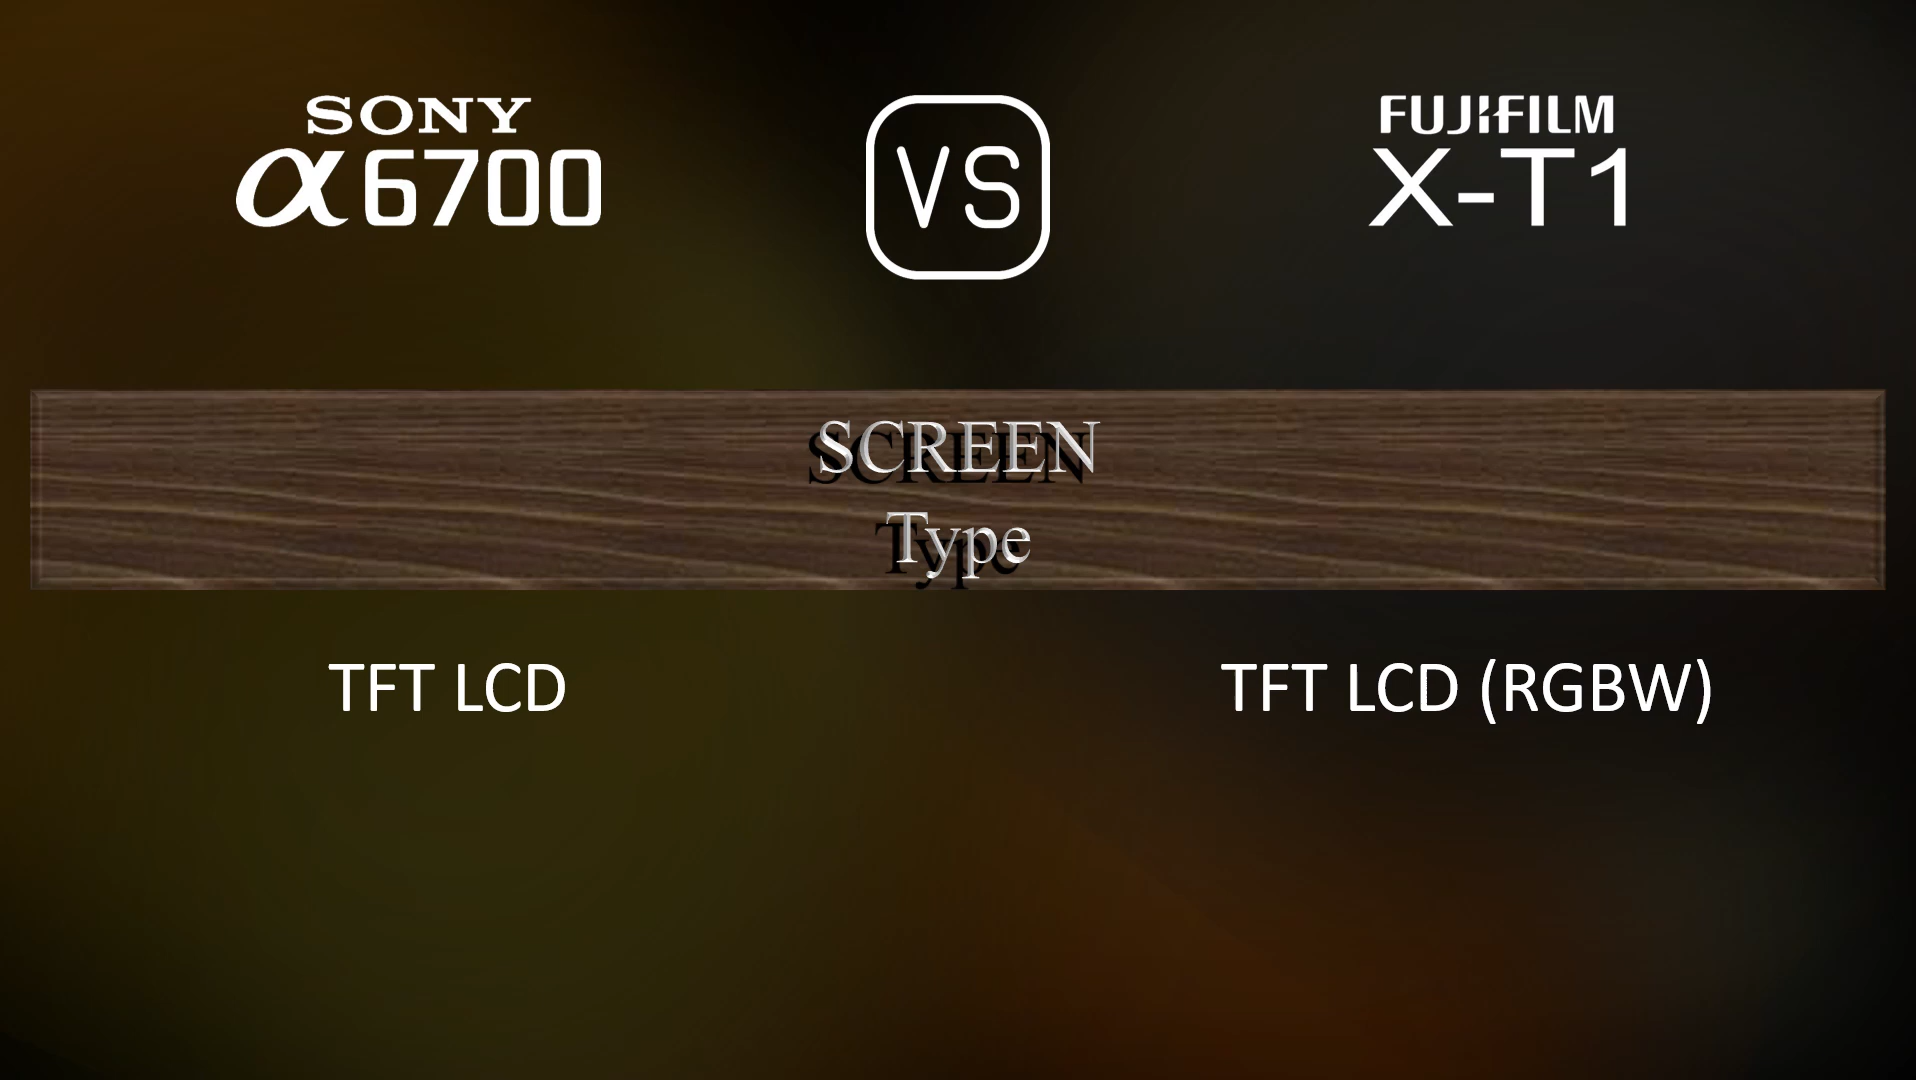 SONY
α6700
VS
FUJIFILM
X-T1
SCREEN
Type
TFT LCD
TFT LCD (RGBW)